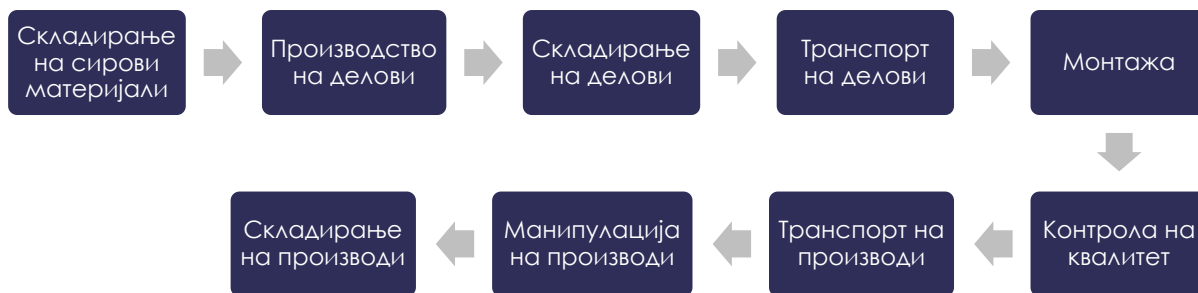 Складирање
на сирови
материјали
Производство
на делови
Складирање
на делови
Транспорт
на делови
Монтажа
Контрола на
квалитет
Транспорт на
производи
Манипулација
на производи
Складирање
на производи